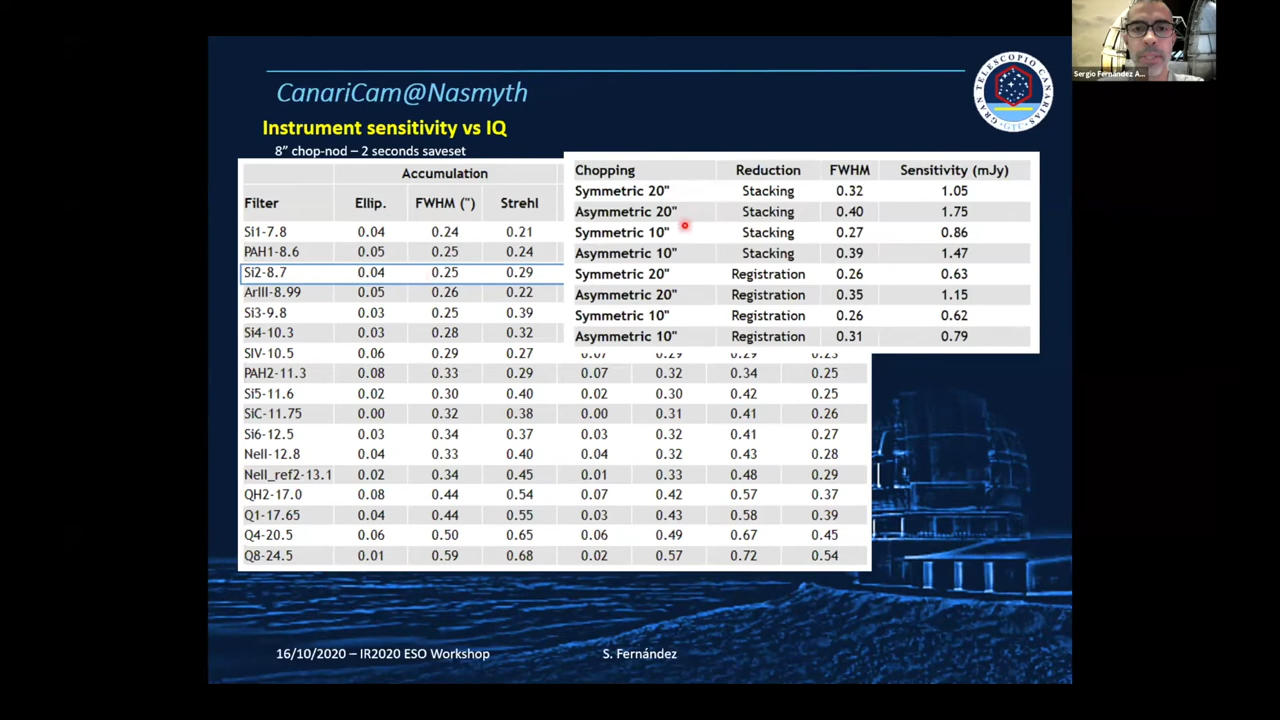 Sergio Fernández A...
GRAN TELESCOPIO CANARIAS
GTC
CanariCam@Nasmyth
Instrument sensitivity vs IQ
8” chop-nod – 2 seconds saveset
Accumulation
Filter Ellip. FWHM (") Strehl
Si1-7.8 0.04 0.24 0.21
PAH1-8.6 0.05 0.25 0.24
Si2-8.7 0.04 0.25 0.29
ArIII-8.99 0.05 0.26 0.22
Si3-9.8 0.03 0.25 0.39
Si4-10.3 0.03 0.28 0.32
SIV-10.5 0.06 0.29 0.27 0.07 0.29 0.29
PAH2-11.3 0.08 0.33 0.29 0.07 0.32 0.34 0.25
Si5-11.6 0.02 0.30 0.40 0.02 0.30 0.42 0.25
SiC-11.75 0.00 0.32 0.38 0.00 0.31 0.41 0.26
Si6-12.5 0.03 0.34 0.37 0.03 0.32 0.41 0.27
NeII-12.8 0.04 0.33 0.40 0.04 0.32 0.43 0.28
NeII_ref2-13.1 0.02 0.34 0.45 0.01 0.33 0.48 0.29
QH2-17.0 0.08 0.44 0.54 0.07 0.42 0.57 0.37
Q1-17.65 0.04 0.44 0.55 0.03 0.43 0.58 0.39
Q4-20.5 0.06 0.50 0.65 0.06 0.49 0.67 0.45
Q8-24.5 0.01 0.59 0.68 0.02 0.57 0.72 0.54
Chopping Reduction FWHM Sensitivity (mJy)
Symmetric 20" Stacking 0.32 1.05
Asymmetric 20" Stacking 0.40 1.75
Symmetric 10" Stacking 0.27 0.86
Asymmetric 10" Stacking 0.39 1.47
Symmetric 20" Registration 0.26 0.63
Asymmetric 20" Registration 0.35 1.15
Symmetric 10" Registration 0.26 0.62
Asymmetric 10" Registration 0.31 0.79
16/10/2020 – IR2020 ESO Workshop
S. Fernández